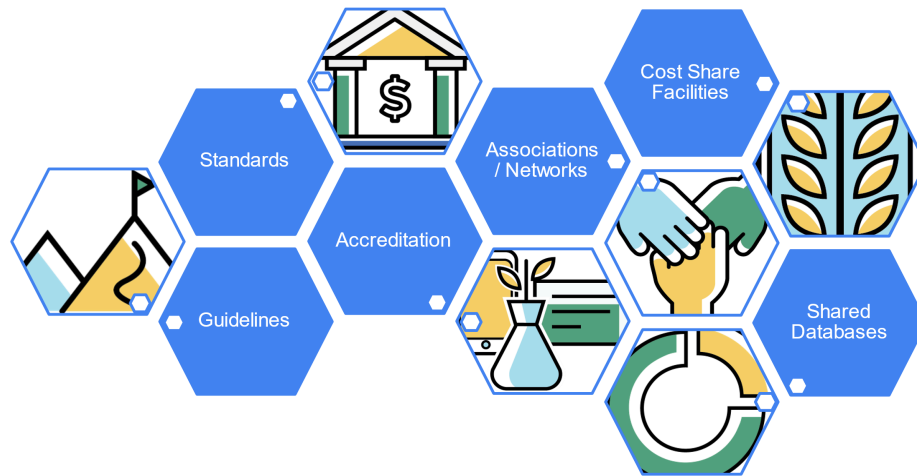 Cost Share
Facilities
$
Standards
Associations
/ Networks
Accreditation
Guidelines
Shared
Databases